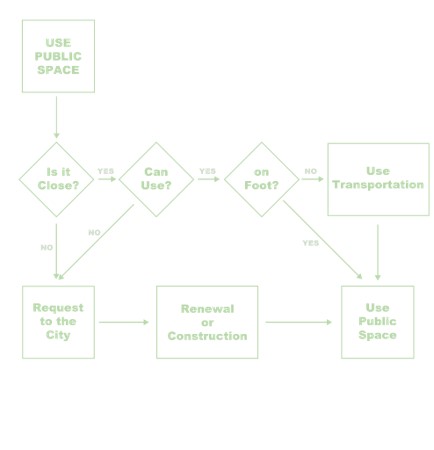 USE
PUBLIC
SPACE
Is it
Close?
YES
Can
Use?
YES
on
Foot?
NO
Use
Transportation
NO
NO
YES
Request
to the
City
Renewal
or
Construction
Use
Public
Space